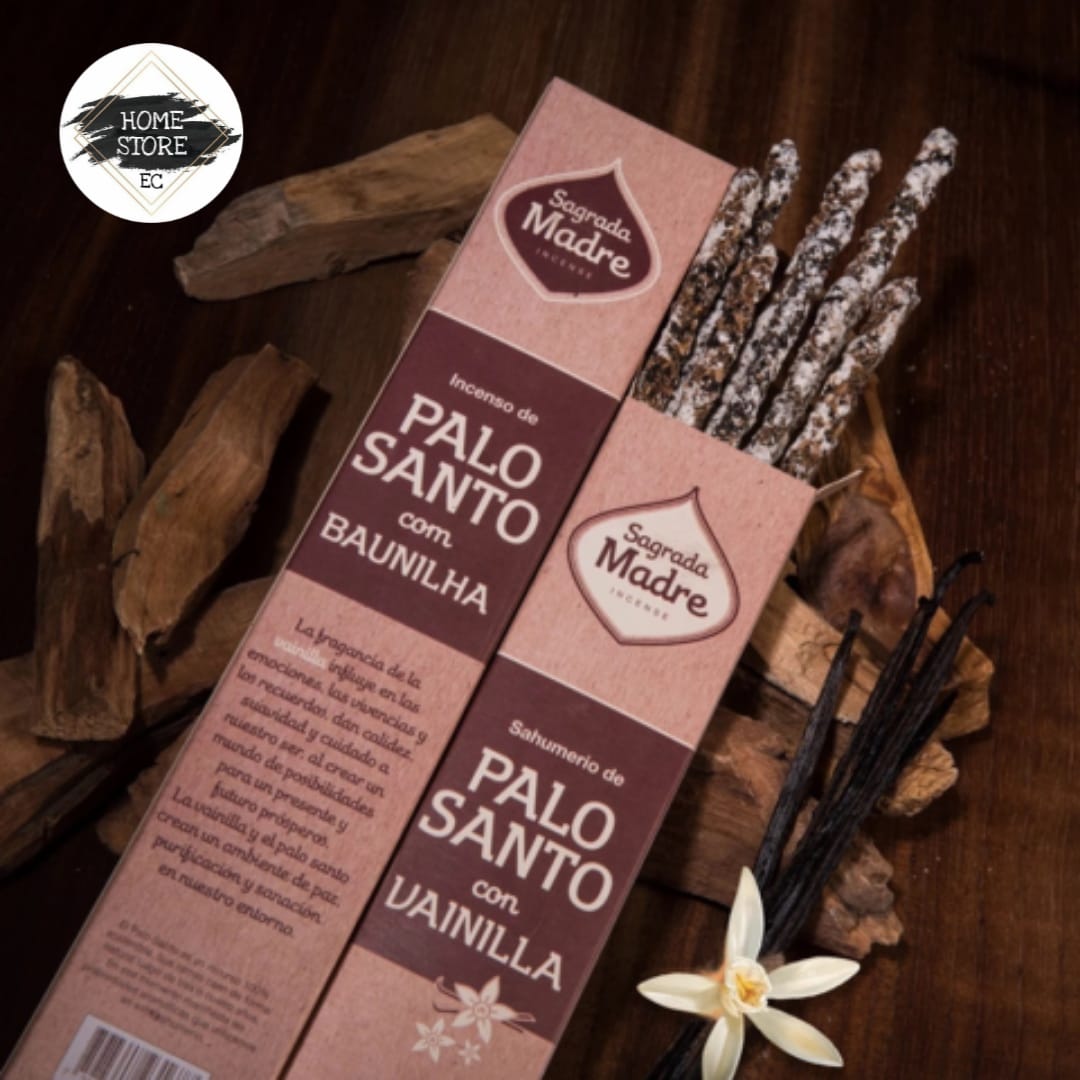 HOME
STORE
EC
Sagrada
Madre
INCENSE
Incenso de
PALO
SANTO
com
BAUNILHA
La fragancia de la
vainilla influye en las
emociones, las vivencias y
los recuerdos, dan calidez,
suavidad y cuidado a
nuestro ser, al crear un
mundo de posibilidades
para un presente y
futuro prósperos.
La vainilla y el palo santo
crean un ambiente de paz,
purificación y sanación
en nuestro entorno.
Sagrada
Madre
INCENSE
Sahumerio de
PALO
SANTO
con
VAINILLA